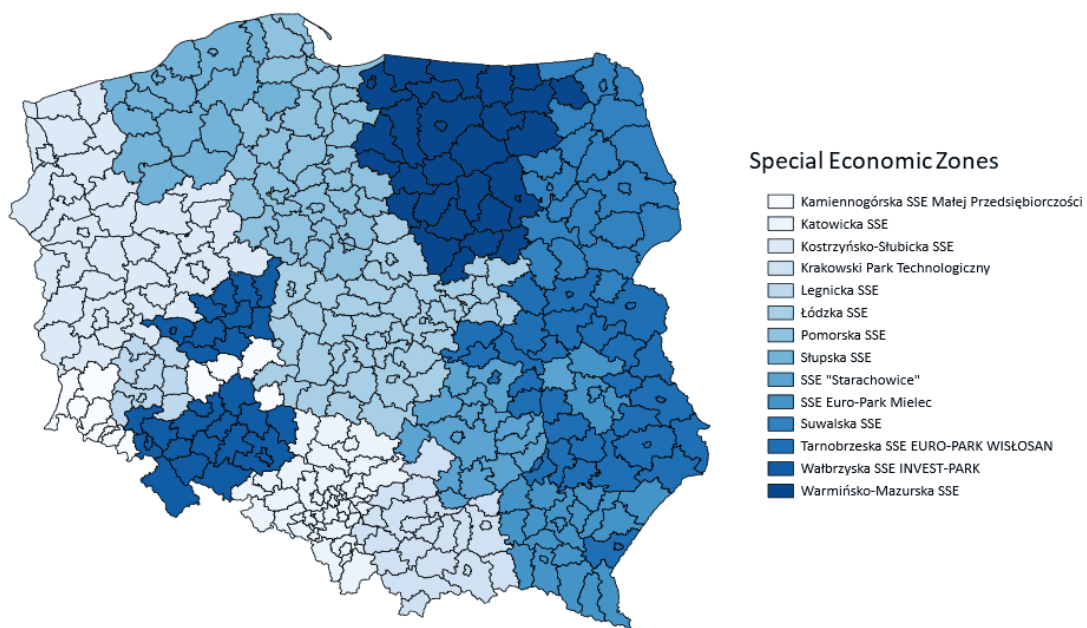 Special Economic Zones
Kamiennogórska SSE Małej Przedsiębiorczości
Katowicka SSE
Kostrzyńsko-Słubicka SSE
Krakowski Park Technologiczny
Legnicka SSE
Łódzka SSE
Pomorska SSE
Słupska SSE
SSE "Starachowice"
SSE Euro-Park Mielec
Suwalska SSE
Tarnobrzeska SSE EURO-PARK WISŁOSAN
Wałbrzyska SSE INVEST-PARK
Warmińsko-Mazurska SSE